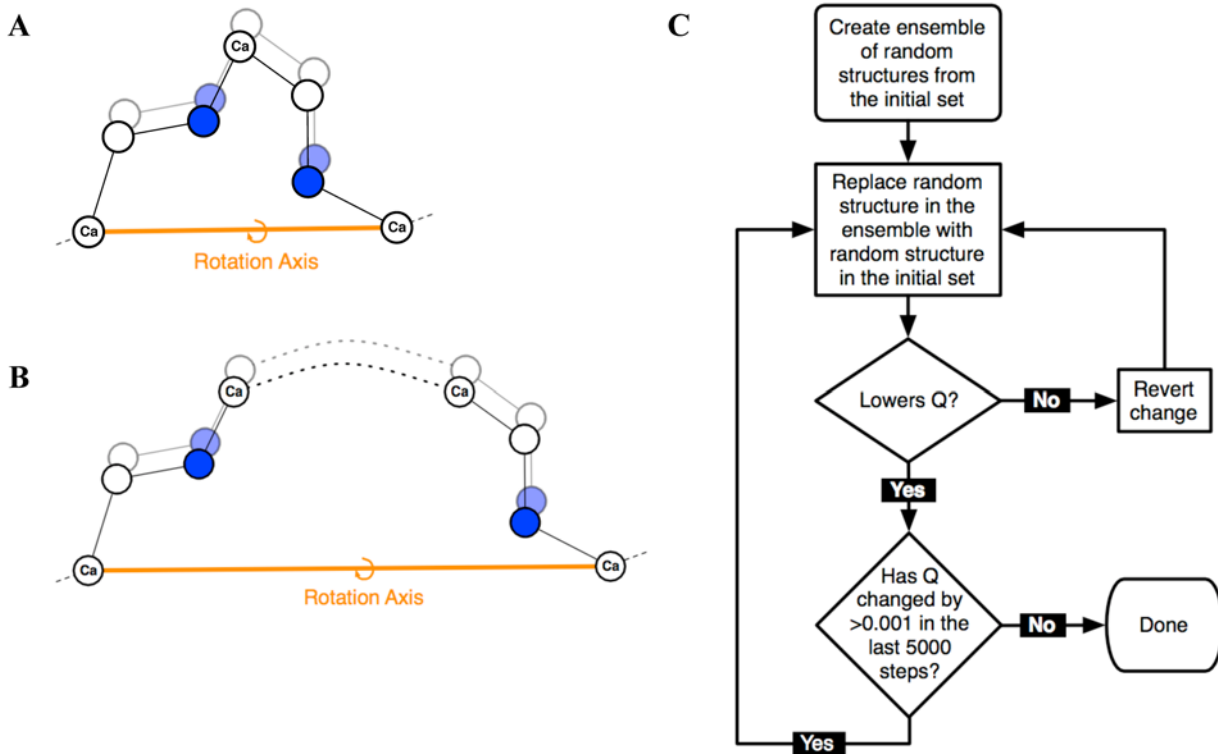 A
Ca
Ca
Ca
Rotation Axis
B
Ca
Ca
Ca
Ca
Rotation Axis
C
Create ensemble
of random
structures from
the initial set
Replace random
structure in the
ensemble with
random structure
in the initial set
Lowers Q?
No
Revert
change
Yes
Has Q
changed by
>0.001 in the
last 5000
steps?
No
Done
Yes